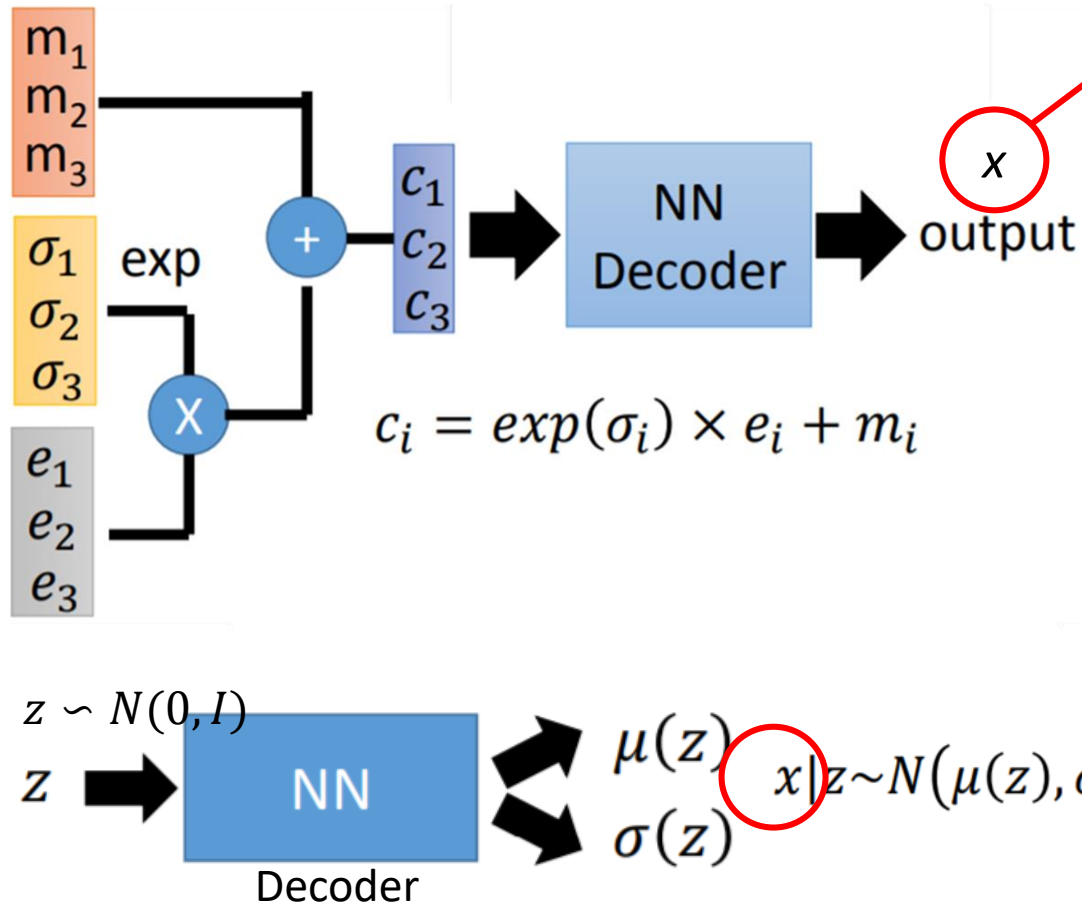 m₁
m₂
m₃
σ₁
σ₂
σ₃
exp
e₁
e₂
e₃
+
X
c₁
c₂
c₃
NN
Decoder
x
output
cᵢ = exp(σᵢ) × eᵢ + mᵢ
z ∽ N(0, I)
z
NN
Decoder
μ(z)
σ(z)
x|z~N(μ(z),